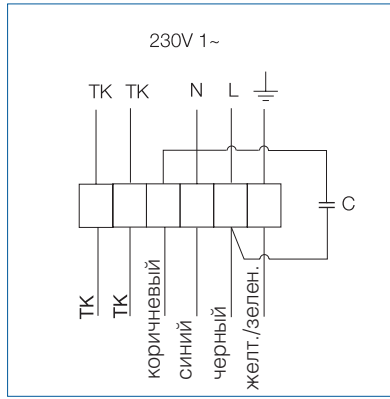 230V 1~
TK TK N L
C
TK
TK
коричневый
синий
черный
желт./зелен.